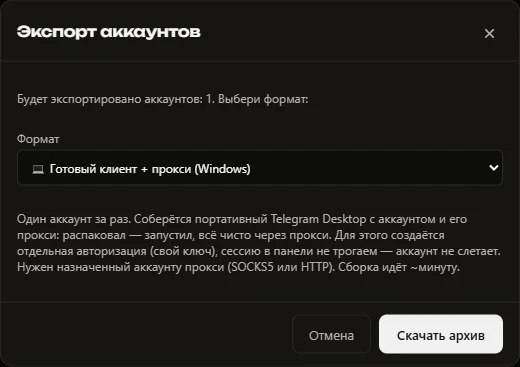 Экспорт аккаунтов
Будет экспортировано аккаунтов: 1. Выбери формат:
Формат
Готовый клиент + прокси (Windows)
Один аккаунт за раз. Соберётся портативный Telegram Desktop с аккаунтом и его
прокси: распаковал — запустил, всё чисто через прокси. Для этого создаётся
отдельная авторизация (свой ключ), сессию в панели не трогаем — аккаунт не слетает.
Нужен назначенный аккаунту прокси (SOCKS5 или HTTP). Сборка идёт ~минуту.
Отмена
Скачать архив